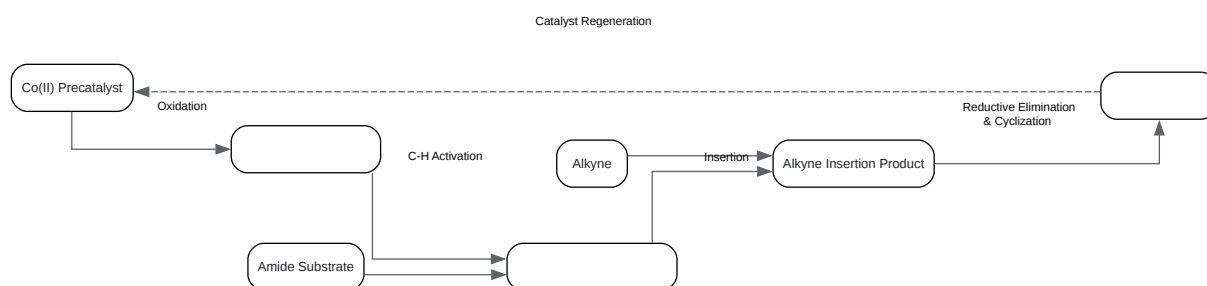 Catalyst Regeneration
Co(II) Precatalyst
Oxidation
Reductive Elimination
& Cyclization
C-H Activation
Alkyne
Insertion
Alkyne Insertion Product
Amide Substrate